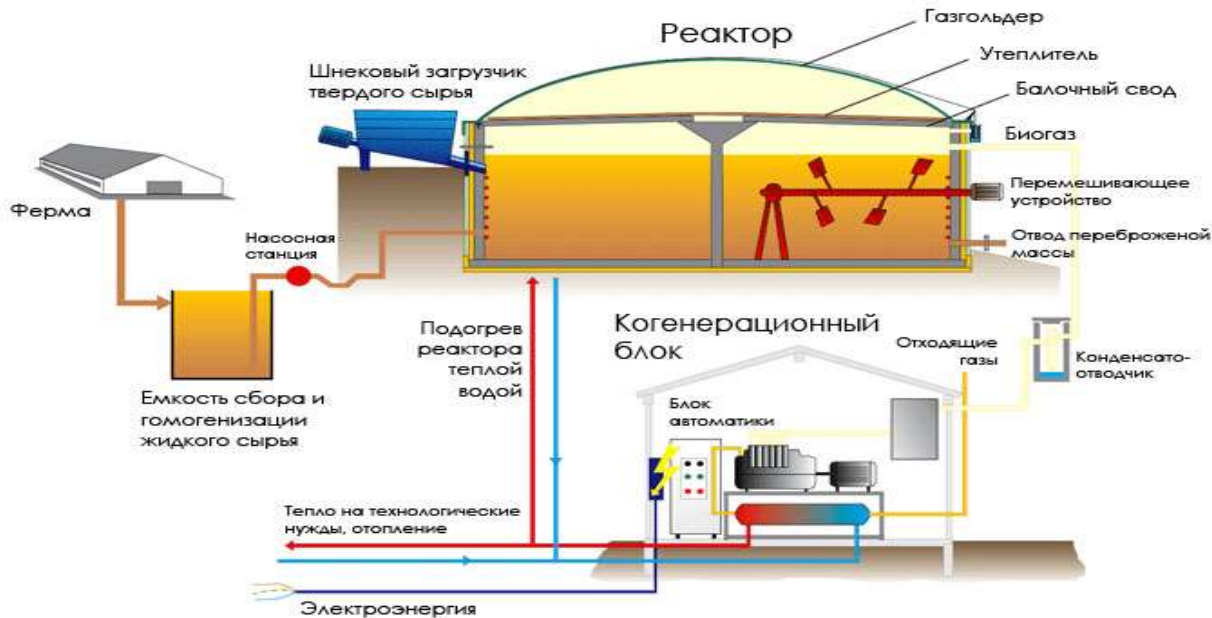 Реактор
Газгольдер
Утеплитель
Балочный свод
Шнековый загрузчик
твердого сырья
Биогаз
Ферма
Перемешивающее
устройство
Насосная
станция
Отвод переброженой
массы
Подогрев
реактора
теплой
водой
Когенерационный
блок
Отходящие
газы
Конденсато-
отводчик
Емкость сбора и
гомогенизации
жидкого сырья
Блок
автоматики
Тепло на технологические
нужды, отопление
Электроэнергия